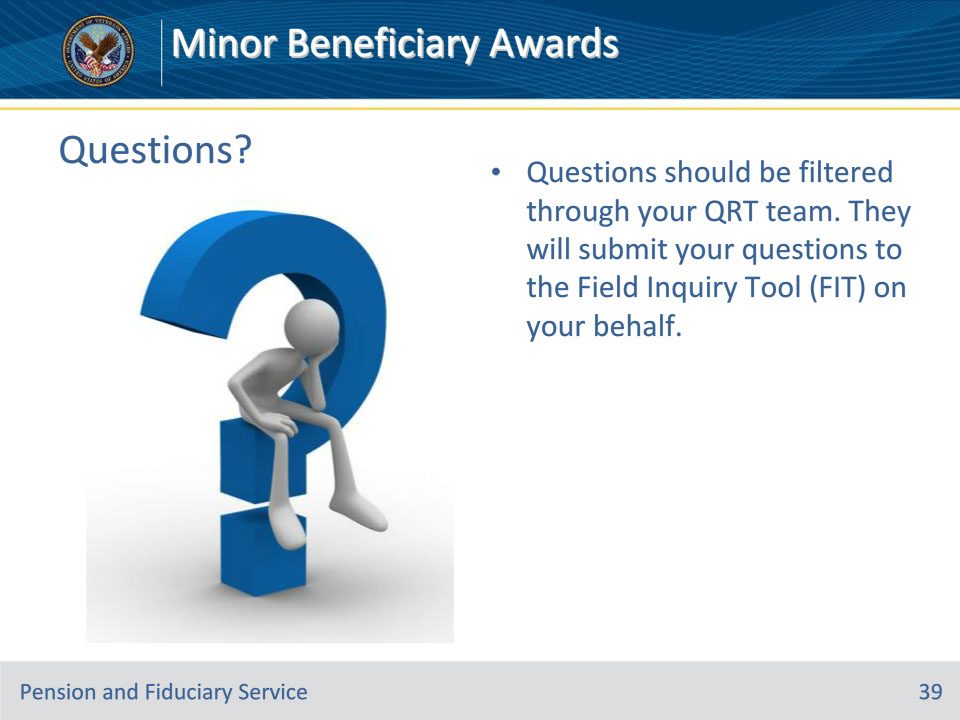 Minor Beneficiary Awards
Questions?
• Questions should be filtered
through your QRT team. They
will submit your questions to
the Field Inquiry Tool (FIT) on
your behalf.
Pension and Fiduciary Service
39
DEPARTMENT OF VETERANS AFFAIRS
UNITED STATES OF AMERICA